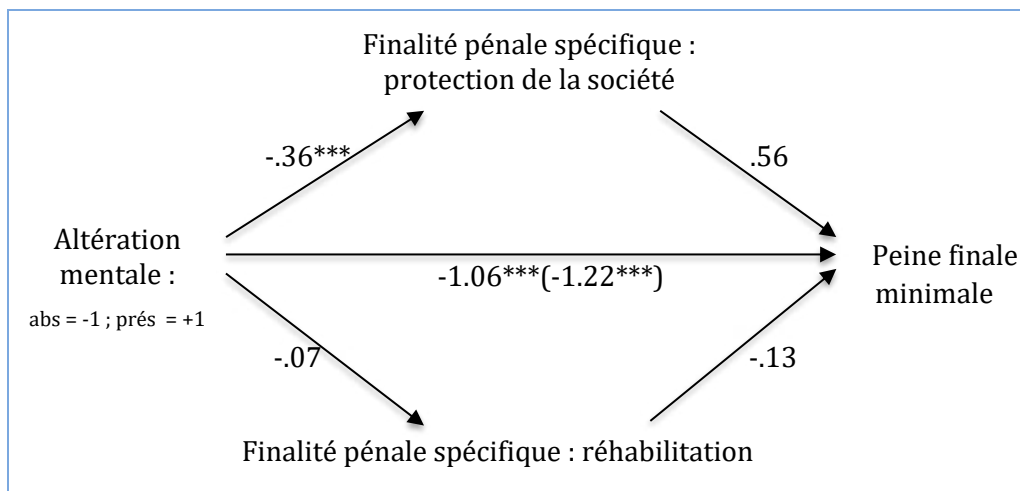 Finalité pénale spécifique :
protection de la société
-.36***
.56
Altération
mentale :
abs = -1 ; prés = +1
-1.06***(-1.22***)
Peine finale
minimale
-.07
-.13
Finalité pénale spécifique : réhabilitation